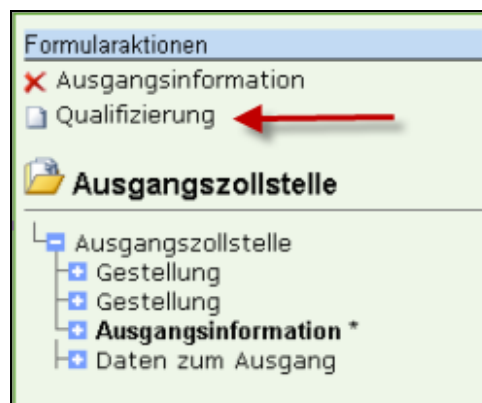 Formularaktionen
Ausgangsinformation
Qualifizierung
Ausgangszollstelle
Ausgangszollstelle
Gestellung
Gestellung
Ausgangsinformation *
Daten zum Ausgang